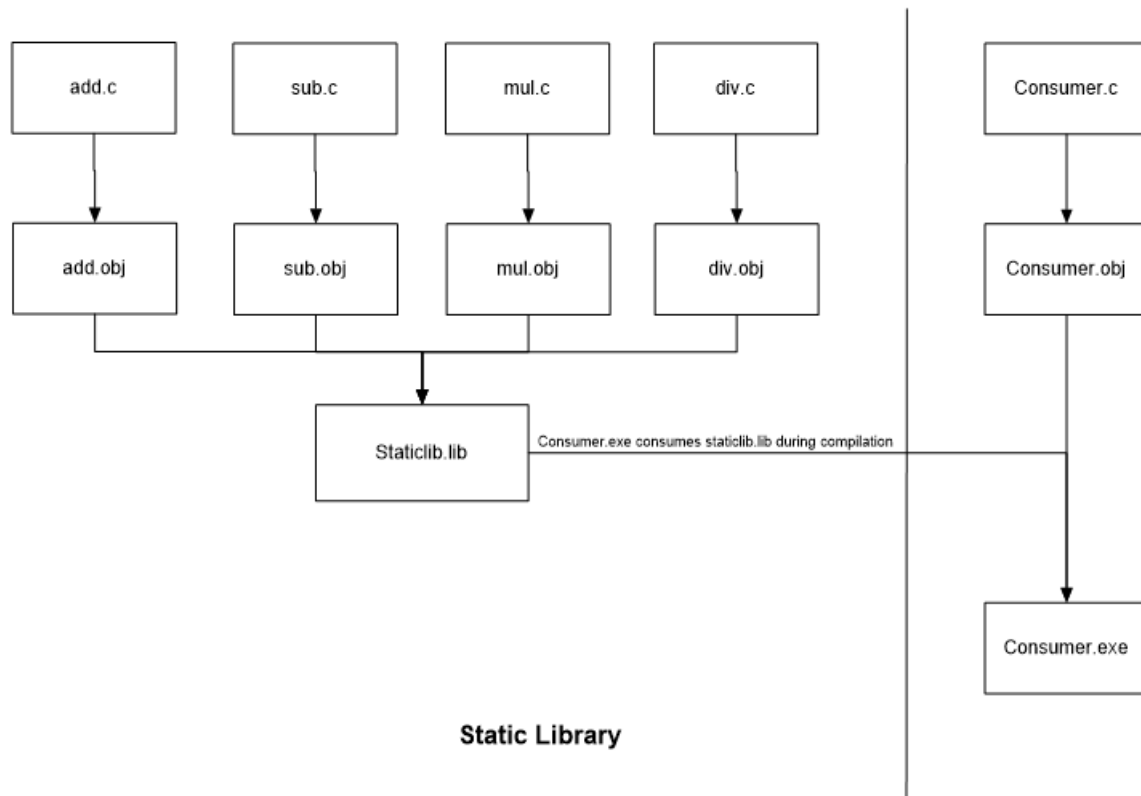 add.c
sub.c
mul.c
div.c
Consumer.c
add.obj
sub.obj
mul.obj
div.obj
Consumer.obj
Staticlib.lib
Consumer.exe consumes staticlib.lib during compilation
Consumer.exe
Static Library